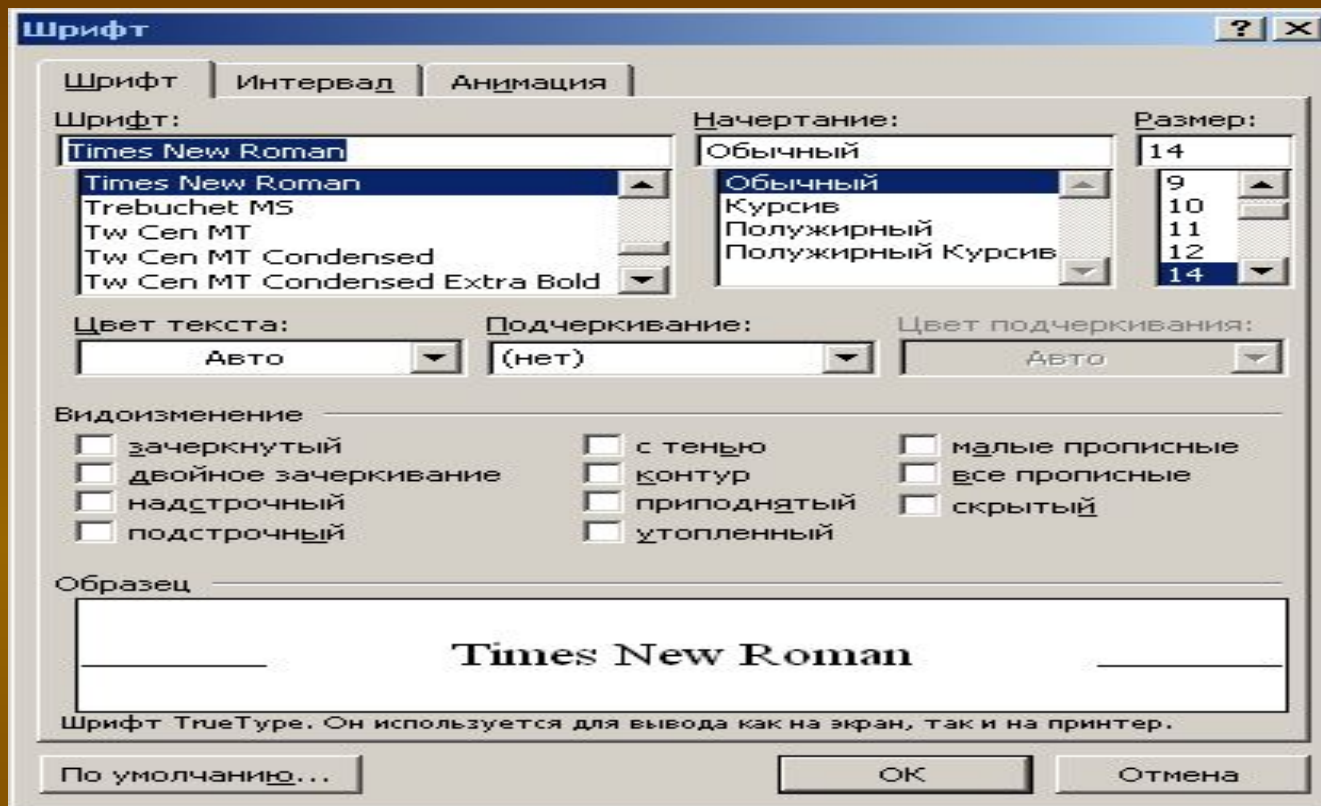 Шрифт
Шрифт Интервал Анимация
Шрифт: Начертание: Размер:
Times New Roman Обычный 14
Times New Roman Обычный 9
Trebuchet MS Курсив 10
Tw Cen MT Полужирный 11
Tw Cen MT Condensed Полужирный Курсив 12
Tw Cen MT Condensed Extra Bold 14
Цвет текста: Подчеркивание: Цвет подчеркивания:
Авто (нет) Авто
Видоизменение
зачеркнутый с тенью малые прописные
двойное зачеркивание контур все прописные
надстрочный приподнятый скрытый
подстрочный утопленный
Образец
Times New Roman
Шрифт TrueType. Он используется для вывода как на экран, так и на принтер.
По умолчанию... ОК Отмена